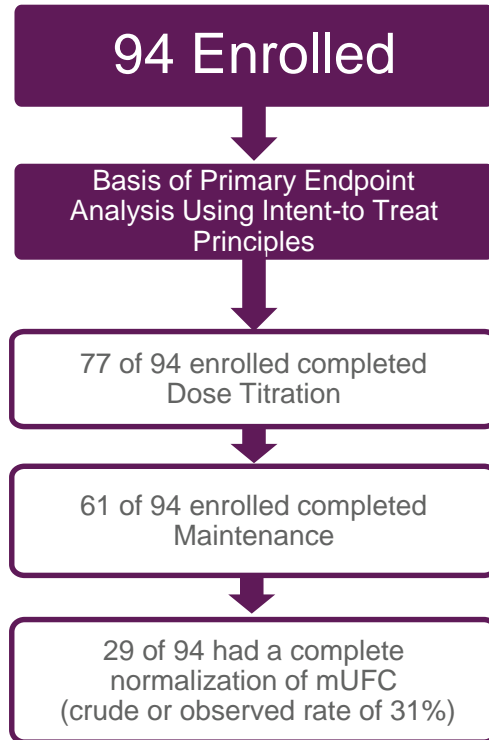 94 Enrolled
Basis of Primary Endpoint
Analysis Using Intent-to Treat
Principles
77 of 94 enrolled completed
Dose Titration
61 of 94 enrolled completed
Maintenance
29 of 94 had a complete
normalization of mUFC
(crude or observed rate of 31%)